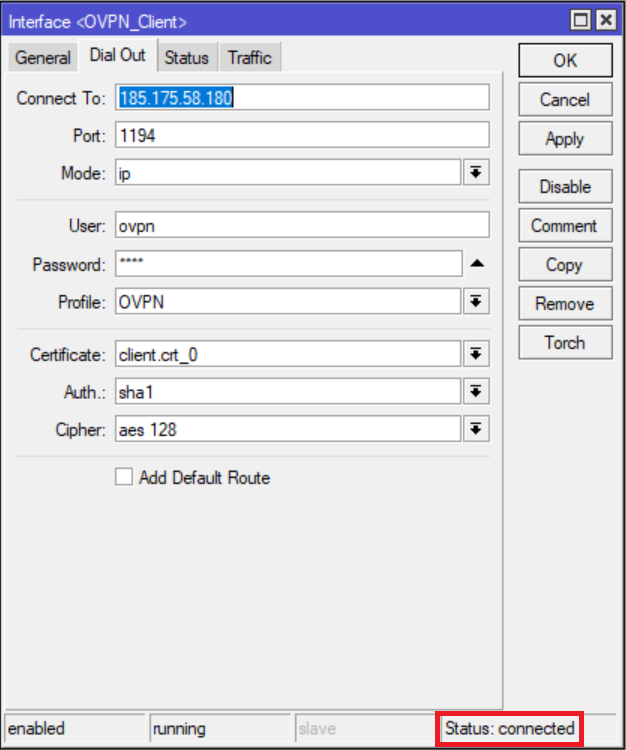 Interface <OVPN_Client>
General Dial Out Status Traffic
OK
Cancel
Apply
Disable
Comment
Copy
Remove
Torch
Connect To: 185.175.58.180
Port: 1194
Mode: ip
User: ovpn
Password: ****
Profile: OVPN
Certificate: client.crt_0
Auth.: sha1
Cipher: aes 128
Add Default Route
enabled running slave Status: connected